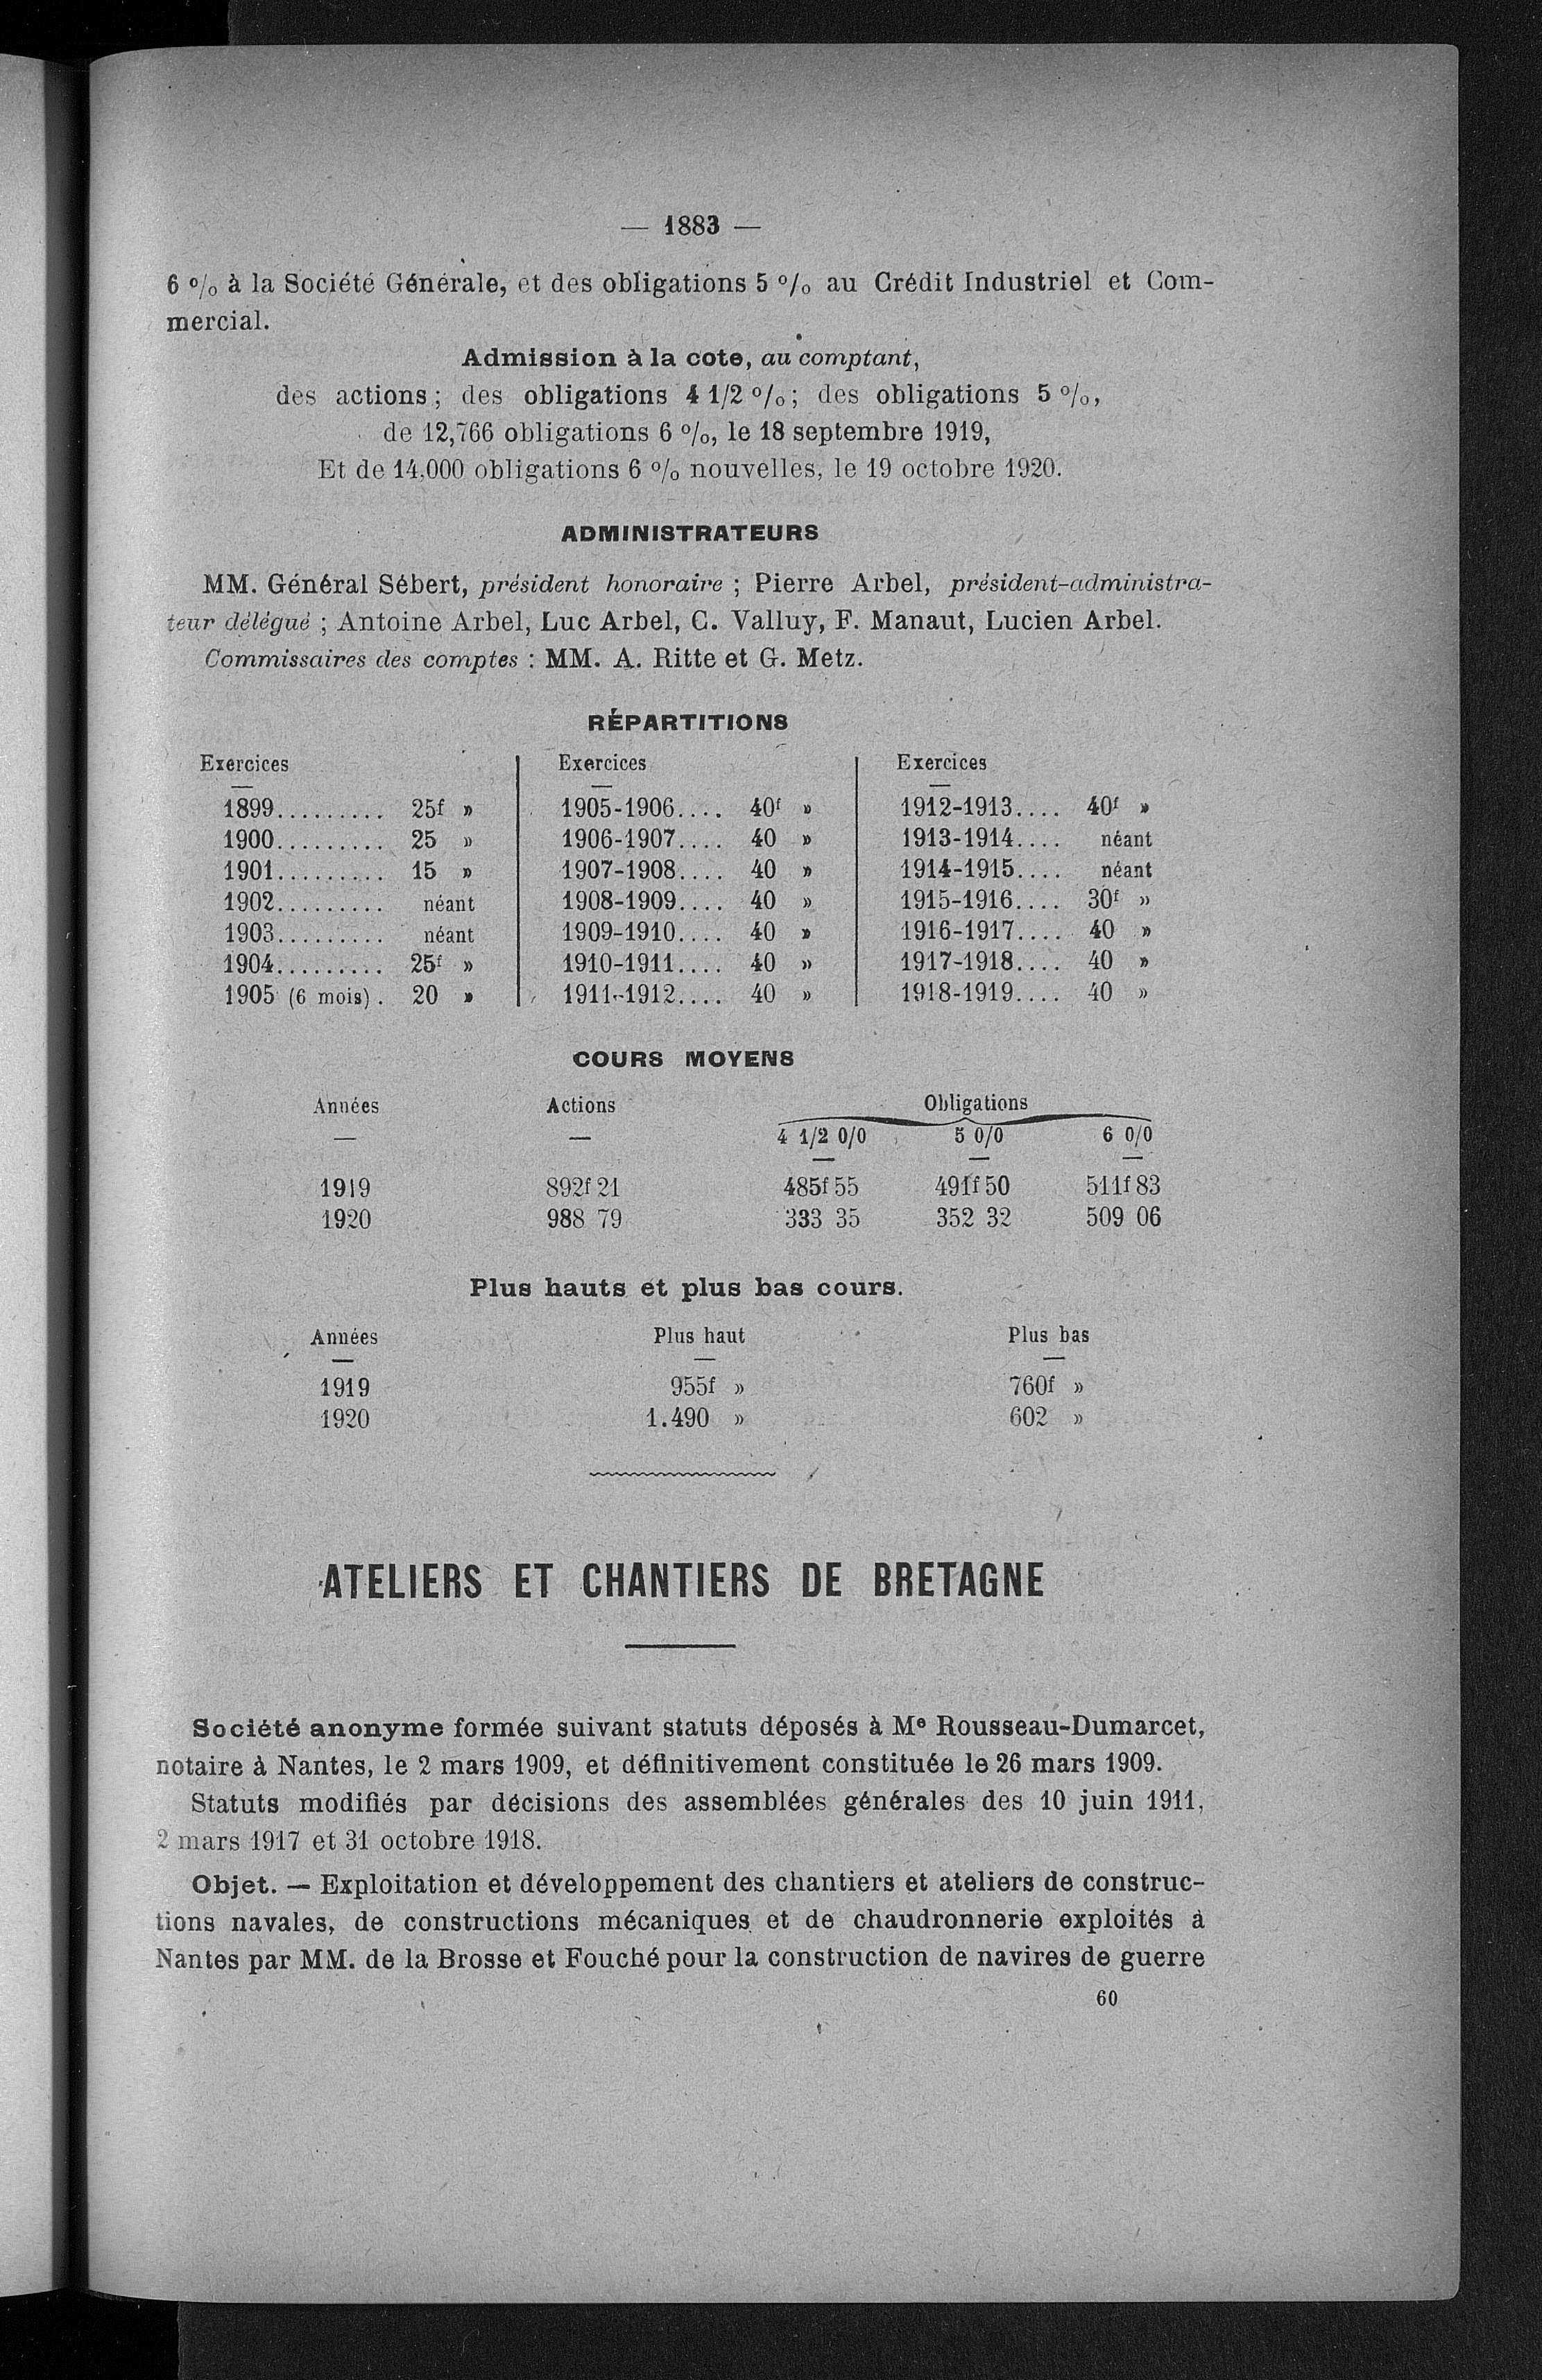 — 1883 —
6 % à la Société Générale, et des obligations 5 % au Crédit Industriel et Com-
mercial.
Admission à la cote, au comptant,
des actions ; des obligations 4 1/2 % ; des obligations 5 %,
de 12,766 obligations 6 %, le 18 septembre 1919,
Et de 14,000 obligations 6 % nouvelles, le 19 octobre 1920.
ADMINISTRATEURS
MM. Général Sébert, président honoraire ; Pierre Arbel, président-administra-
teur délégué ; Antoine Arbel, Luc Arbel, C. Valluy, F. Manaut, Lucien Arbel.
Commissaires des comptes : MM. A. Ritte et G. Metz.
RÉPARTITIONS
Exercices Exercices Exercices
1899......... 25f » 1905-1906.... 40f » 1912-1913.... 40f »
1900......... 25 » 1906-1907.... 40 » 1913-1914.... néant
1901......... 15 » 1907-1908.... 40 » 1914-1915.... néant
1902......... néant 1908-1909.... 40 » 1915-1916.... 30f »
1903......... néant 1909-1910.... 40 » 1916-1917.... 40 »
1904......... 25f » 1910-1911.... 40 » 1917-1918.... 40 »
1905 (6 mois). 20 » 1911-1912.... 40 » 1918-1919.... 40 »
COURS MOYENS
Années Actions Obligations
4 1/2 0/0 5 0/0 6 0/0
1919 892f 21 485f 55 491f 50 511f 83
1920 988 79 333 35 352 32 509 06
Plus hauts et plus bas cours.
Années Plus haut Plus bas
1919 955f » 760f »
1920 1.490 » 602 »
ATELIERS ET CHANTIERS DE BRETAGNE
Société anonyme formée suivant statuts déposés à Me Rousseau-Dumarcet,
notaire à Nantes, le 2 mars 1909, et définitivement constituée le 26 mars 1909.
Statuts modifiés par décisions des assemblées générales des 10 juin 1911,
2 mars 1917 et 31 octobre 1918.
Objet. — Exploitation et développement des chantiers et ateliers de construc-
tions navales, de constructions mécaniques et de chaudronnerie exploités à
Nantes par MM. de la Brosse et Fouché pour la construction de navires de guerre
60